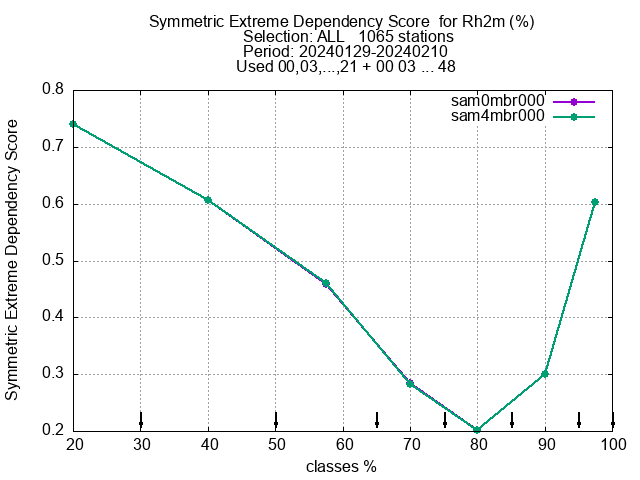 Symmetric Extreme Dependency Score  for Rh2m (%)
Selection: ALL   1065 stations
Period: 20240129-20240210
Used 00,03,...,21 + 00 03 ... 48
sam0mbr000
sam4mbr000
0.8
0.7
0.6
0.5
0.4
0.3
0.2
Symmetric Extreme Dependency Score
20 30 40 50 60 70 80 90 100
classes %